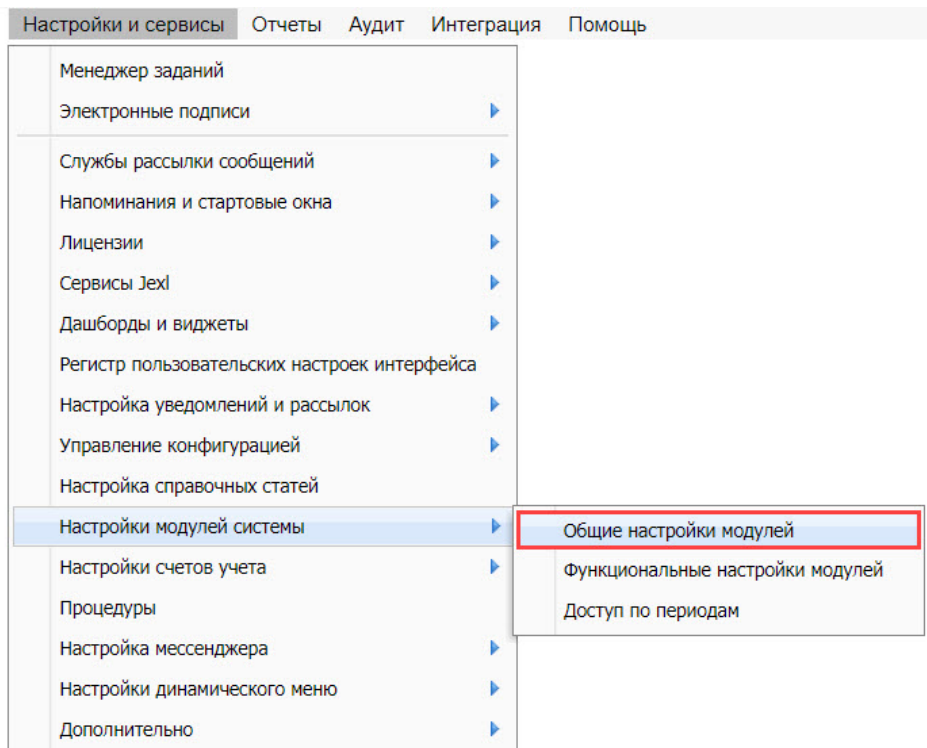 Настройки и сервисы Отчеты Аудит Интеграция Помощь
Менеджер заданий
Электронные подписи
Службы рассылки сообщений
Напоминания и стартовые окна
Лицензии
Сервисы Jexl
Дашборды и виджеты
Регистр пользовательских настроек интерфейса
Настройка уведомлений и рассылок
Управление конфигурацией
Настройка справочных статей
Настройки модулей системы
Общие настройки модулей
Настройки счетов учета
Функциональные настройки модулей
Процедуры
Доступ по периодам
Настройка мессенджера
Настройки динамического меню
Дополнительно